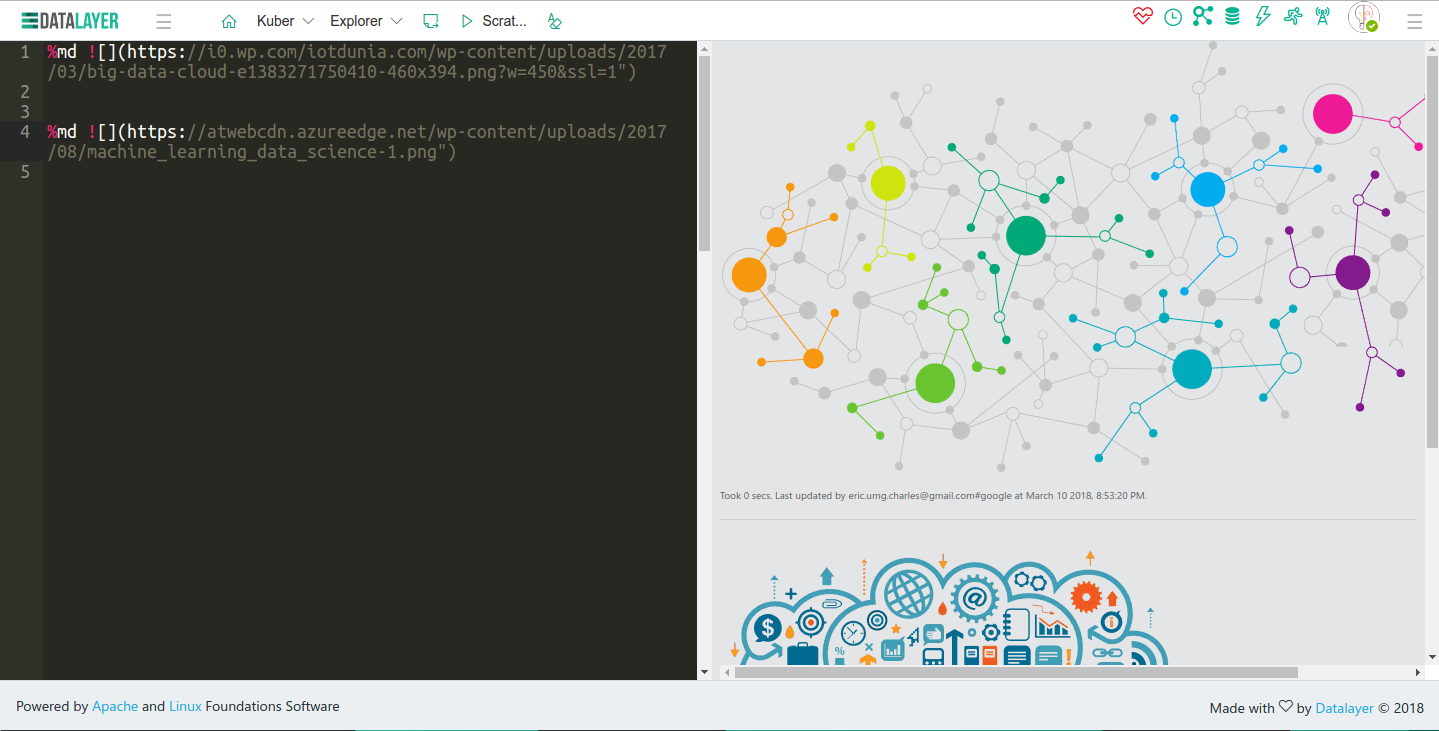 DATALAYER
Kuber
Explorer
Scrat...
1 %md ![](https://i0.wp.com/iotdunia.com/wp-content/uploads/2017
/03/big-data-cloud-e1383271750410-460x394.png?w=450&ssl=1")
2
3
4 %md ![](https://atwebcdn.azureedge.net/wp-content/uploads/2017
/08/machine_learning_data_science-1.png")
5
Took 0 secs. Last updated by eric.umg.charles@gmail.com#google at March 10 2018, 8:53:20 PM.
@
$
i
%
Powered by Apache and Linux Foundations Software
Made with ♡ by Datalayer © 2018